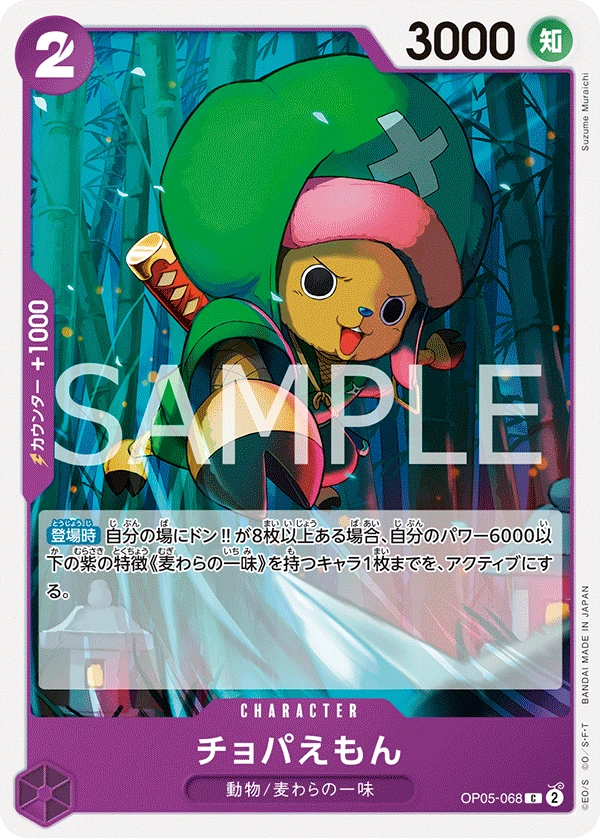 2
3000
知
Suzume Muraichi
カウンター +1000
SAMPLE
登場時 自分の場にドン!!が8枚以上ある場合、自分のパワー6000以
下の紫の特徴《麦わらの一味》を持つキャラ1枚までを、アクティブにす
る。
CHARACTER
チョパえもん
動物/麦わらの一味
OP05-068 C 2
©E.O/S ©O/S・F・T BANDAI MADE IN JAPAN